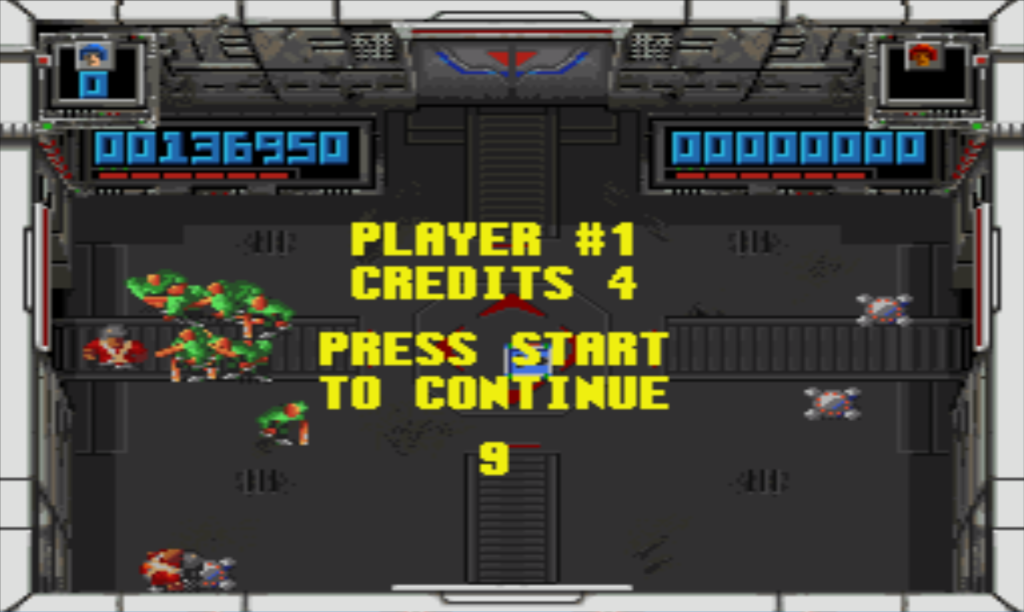 0
00136950
00000000
PLAYER #1
CREDITS 4
PRESS START
TO CONTINUE
9